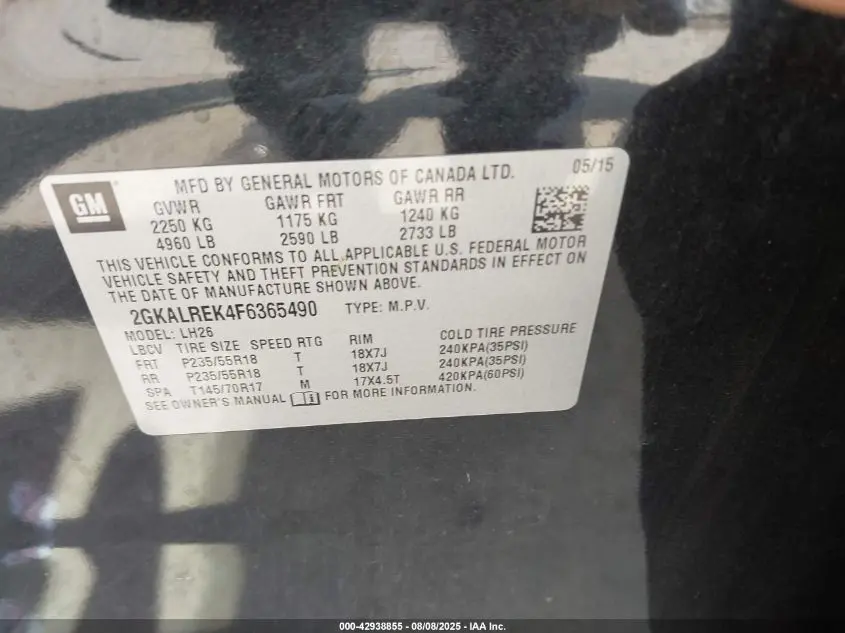 MFD BY GENERAL MOTORS OF CANADA LTD. 05/15
GM
GVWR GAWR FRT GAWR RR
2250 KG 1175 KG 1240 KG
4960 LB 2590 LB 2733 LB
THIS VEHICLE CONFORMS TO ALL APPLICABLE U.S. FEDERAL MOTOR
VEHICLE SAFETY AND THEFT PREVENTION STANDARDS IN EFFECT ON
THE DATE OF MANUFACTURE SHOWN ABOVE.
2GKALREK4F6365490 TYPE: M.P.V.
MODEL: LH26
LBCV TIRE SIZE SPEED RTG RIM COLD TIRE PRESSURE
FRT P235/55R18 T 18X7J 240KPA(35PSI)
RR P235/55R18 T 18X7J 240KPA(35PSI)
SPA T145/70R17 M 17X4.5T 420KPA(60PSI)
SEE OWNER'S MANUAL FOR MORE INFORMATION.
000-42938855 - 08/08/2025 - IAA Inc.